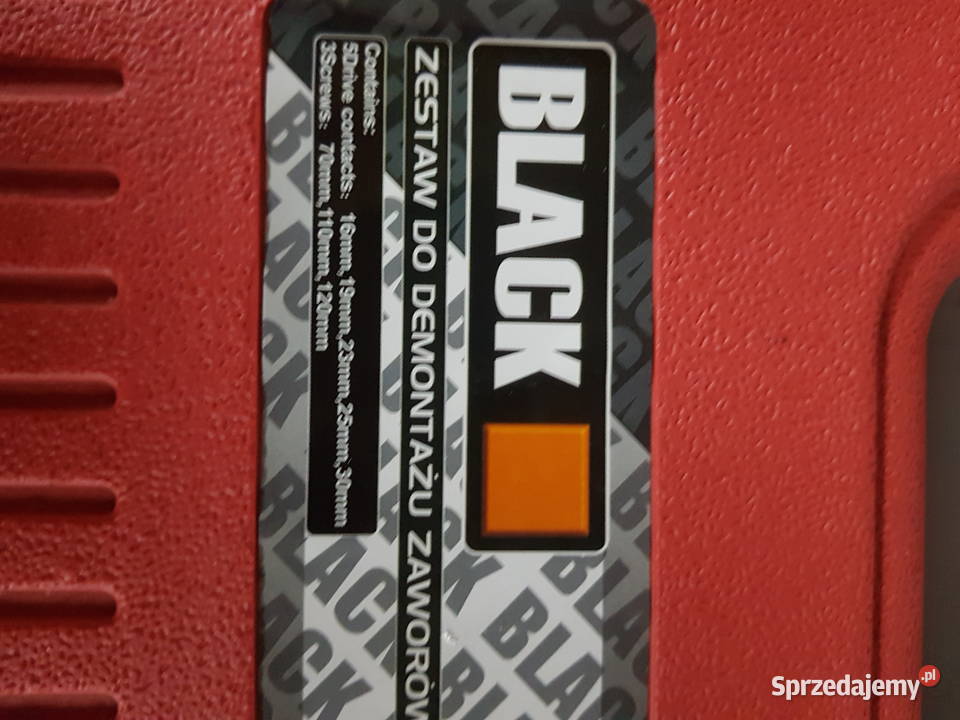 BLACK
ZESTAW DO DEMONTAŻU ZAWORÓW
Contains:
5Drive contacts: 16mm,19mm,23mm,25mm,30mm
3Screws: 70mm,110mm,120mm
Sprzedajemy.pl